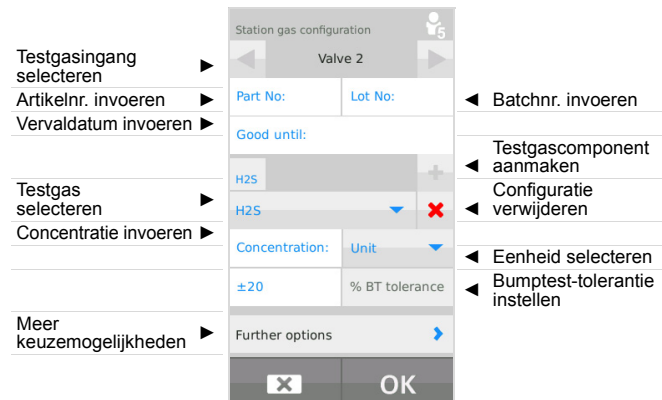 Station gas configuration
5
Testgasingang
selecteren ►
Valve 2
Artikelnr. invoeren ►
Part No:
Lot No:
◄ Batchnr. invoeren
Vervaldatum invoeren ►
Good until:
Testgascomponent
◄ aanmaken
H2S
+
Testgas
selecteren ►
H2S
Configuratie
◄ verwijderen
Concentratie invoeren ►
Concentration:
Unit
◄ Eenheid selecteren
±20
% BT tolerance
Bumptest-tolerantie
◄ instellen
Meer
keuzemogelijkheden ►
Further options
OK